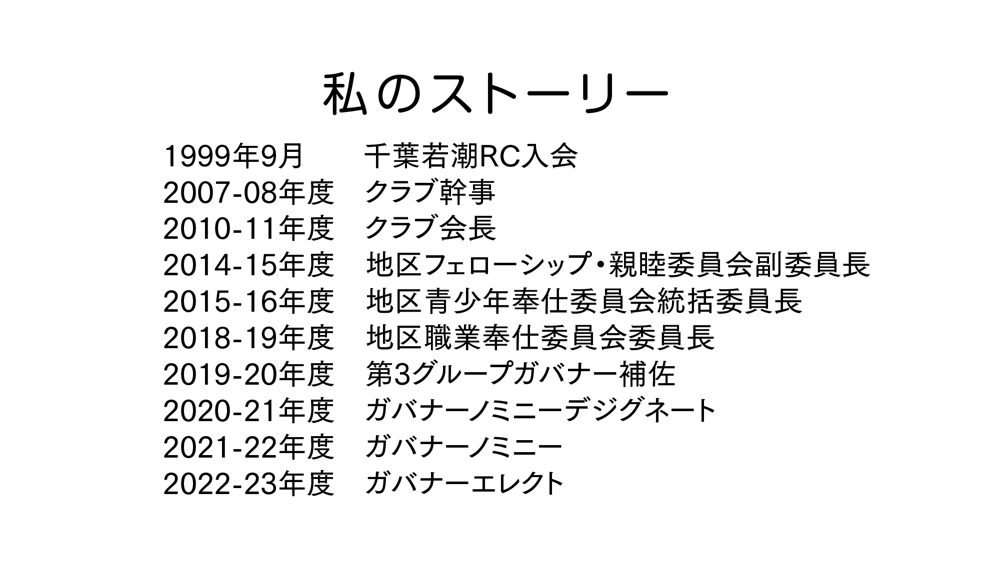 私のストーリー
1999年9月　　千葉若潮RC入会
2007-08年度　クラブ幹事
2010-11年度　クラブ会長
2014-15年度　地区フェローシップ・親睦委員会副委員長
2015-16年度　地区青少年奉仕委員会統括委員長
2018-19年度　地区職業奉仕委員会委員長
2019-20年度　第3グループガバナー補佐
2020-21年度　ガバナーノミニーデジグネート
2021-22年度　ガバナーノミニー
2022-23年度　ガバナーエレクト